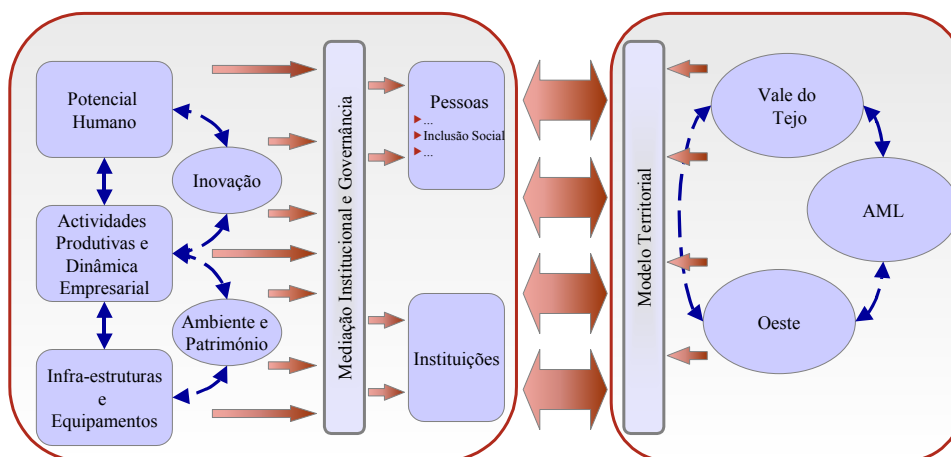 Potencial
Humano
Inovação
Actividades
Produtivas e
Dinâmica
Empresarial
Ambiente e
Património
Infra-estruturas
e
Equipamentos
Mediação Institucional e Governância
Pessoas
...
Inclusão Social
...
Instituições
Modelo Territorial
Vale do
Tejo
AML
Oeste